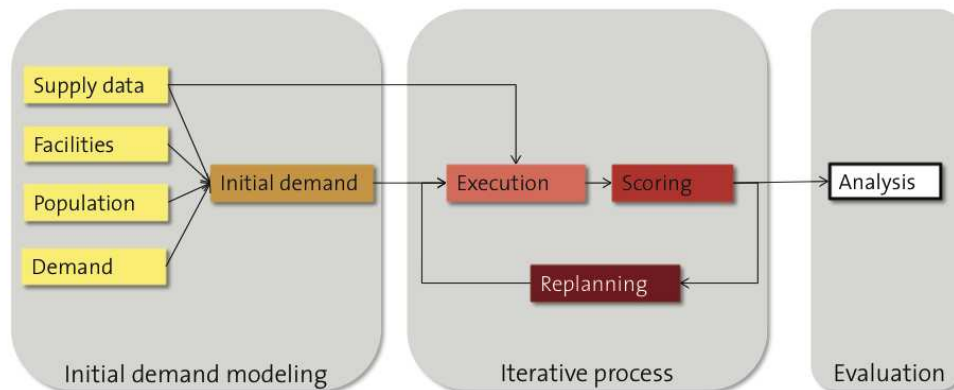 Supply data
Facilities
Population
Demand
Initial demand
Execution
Scoring
Replanning
Analysis
Initial demand modeling
Iterative process
Evaluation